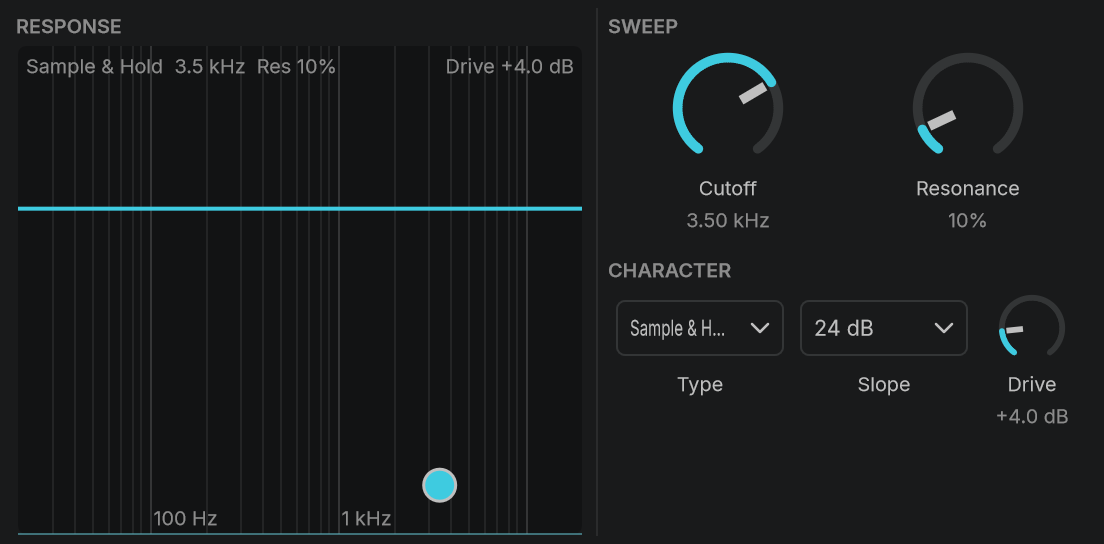 RESPONSE
Sample & Hold 3.5 kHz Res 10% Drive +4.0 dB
100 Hz 1 kHz
SWEEP
Cutoff Resonance
3.50 kHz 10%
CHARACTER
Sample & H... 24 dB
Type Slope Drive
+4.0 dB